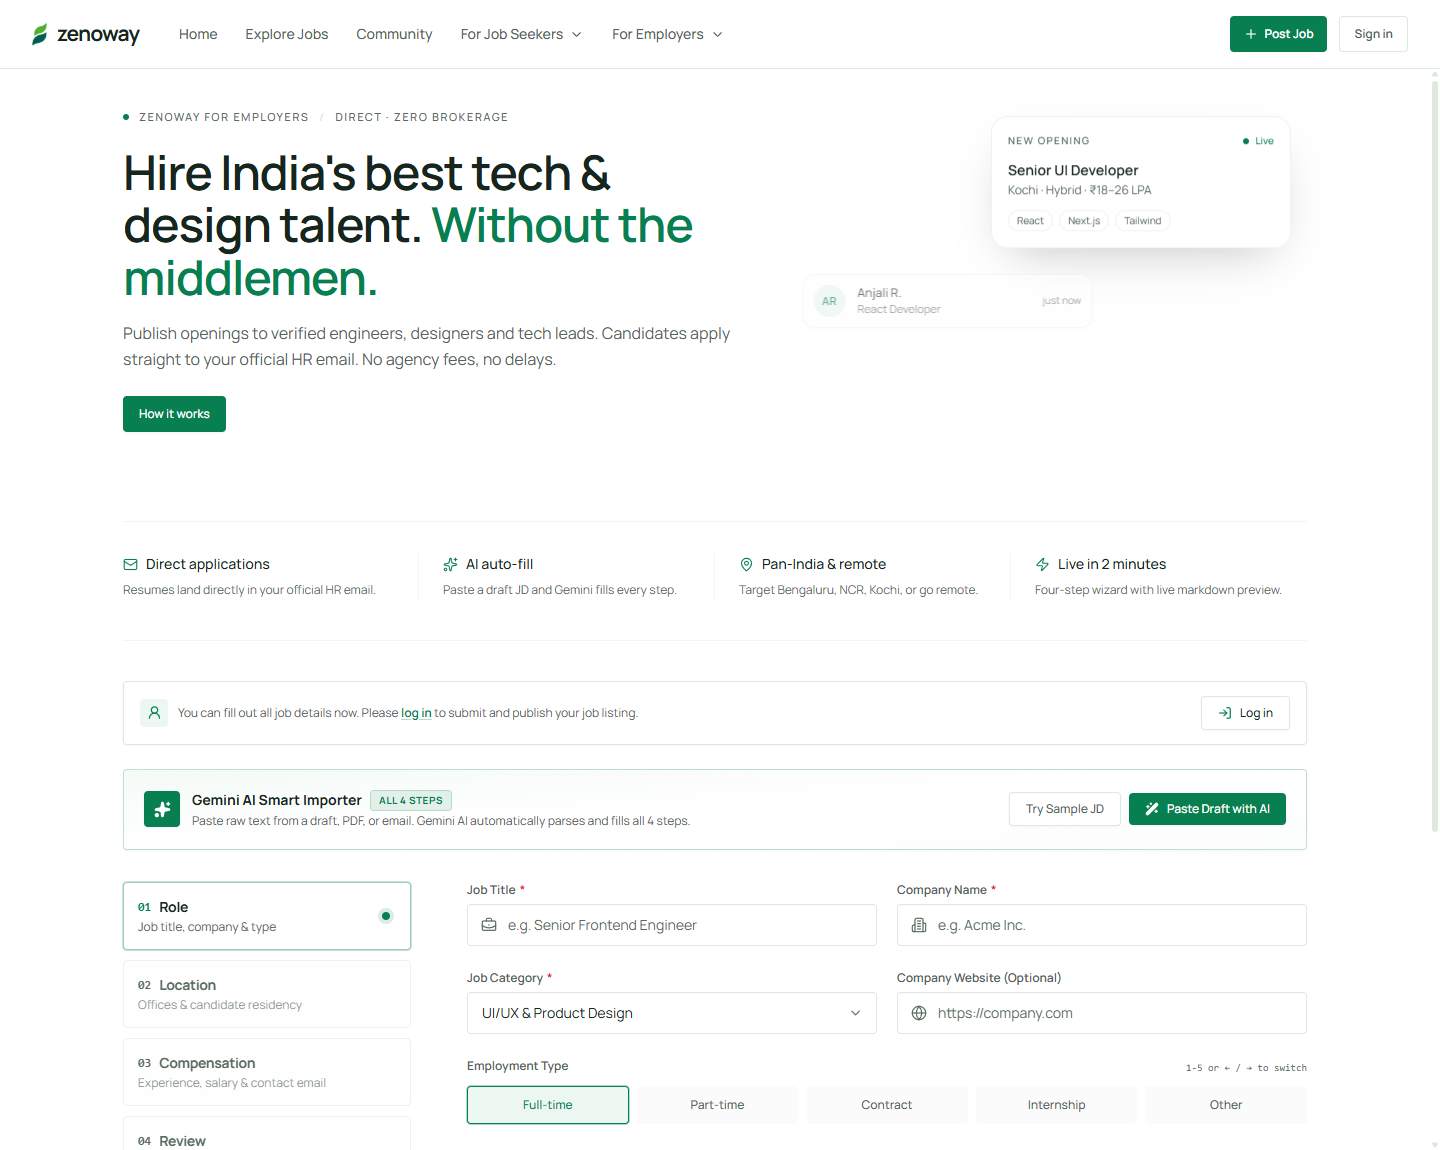 zenoway
Home
Explore Jobs
Community
For Job Seekers
For Employers
Post Job
Sign in
ZENOWAY FOR EMPLOYERS / DIRECT · ZERO BROKERAGE
Hire India's best tech &
design talent. Without the
middlemen.
Publish openings to verified engineers, designers and tech leads. Candidates apply
straight to your official HR email. No agency fees, no delays.
How it works
NEW OPENING
Live
Senior UI Developer
Kochi · Hybrid · ₹18–26 LPA
React
Next.js
Tailwind
AR
Anjali R.
React Developer
just now
Direct applications
Resumes land directly in your official HR email.
AI auto-fill
Paste a draft JD and Gemini fills every step.
Pan-India & remote
Target Bengaluru, NCR, Kochi, or go remote.
Live in 2 minutes
Four-step wizard with live markdown preview.
You can fill out all job details now. Please log in to submit and publish your job listing.
Log in
Gemini AI Smart Importer
ALL 4 STEPS
Paste raw text from a draft, PDF, or email. Gemini AI automatically parses and fills all 4 steps.
Try Sample JD
Paste Draft with AI
01 Role
Job title, company & type
02 Location
Offices & candidate residency
03 Compensation
Experience, salary & contact email
04 Review
Job Title *
e.g. Senior Frontend Engineer
Company Name *
e.g. Acme Inc.
Job Category *
UI/UX & Product Design
Company Website (Optional)
https://company.com
Employment Type
1-5 or ← / → to switch
Full-time
Part-time
Contract
Internship
Other